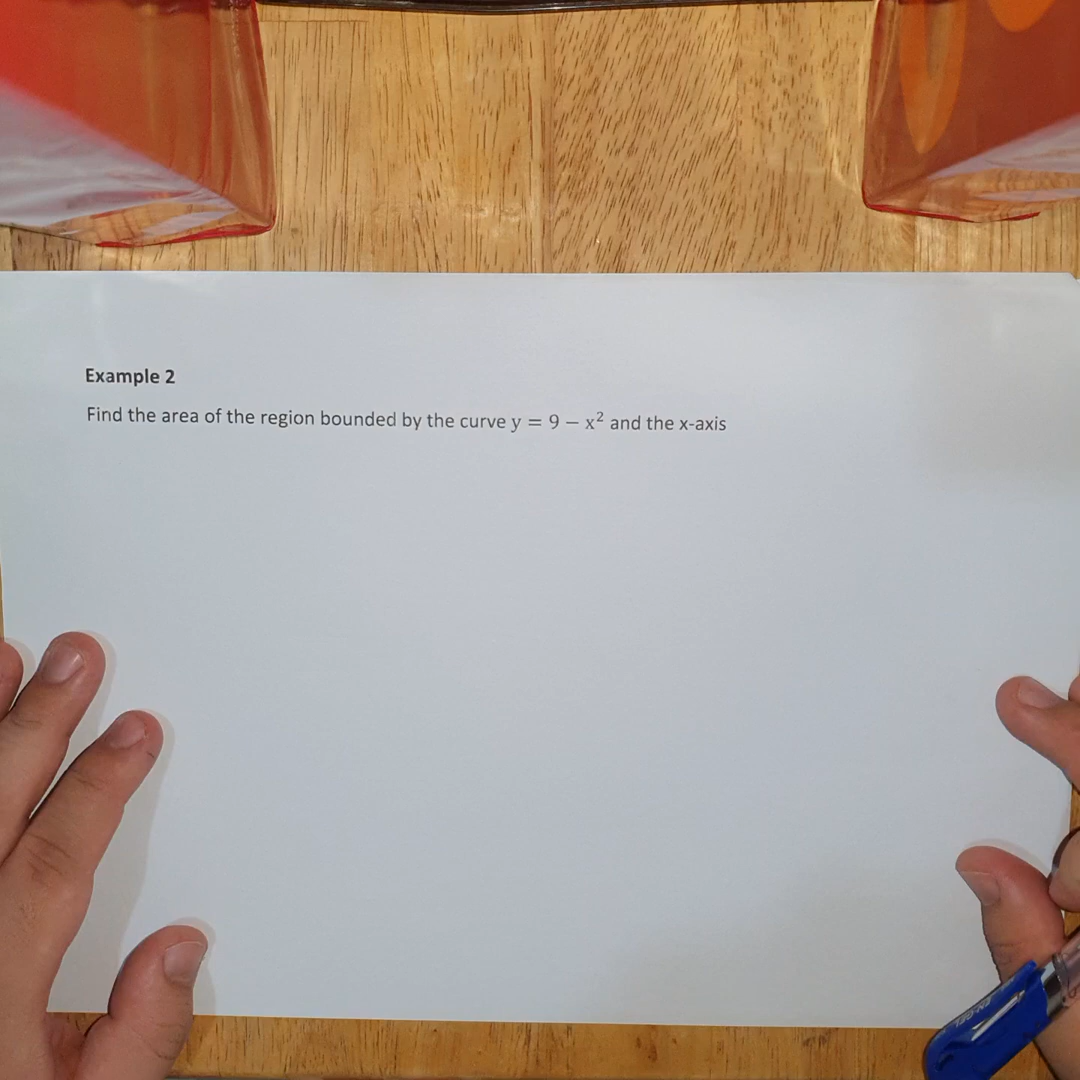 Example 2
Find the area of the region bounded by the curve y = 9 − x² and the x-axis